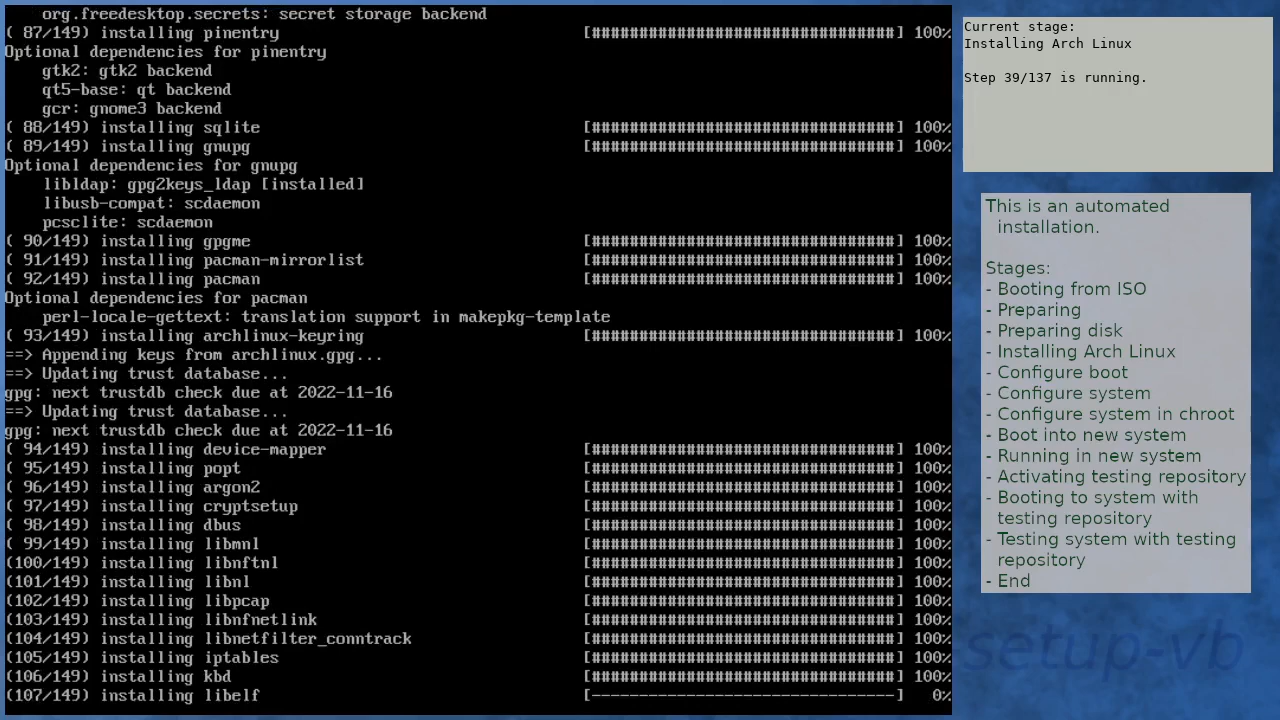 org.freedesktop.secrets: secret storage backend
( 87/149) installing pinentry [################################] 100%
Optional dependencies for pinentry
gtk2: gtk2 backend
qt5-base: qt backend
gcr: gnome3 backend
( 88/149) installing sqlite [################################] 100%
( 89/149) installing gnupg [################################] 100%
Optional dependencies for gnupg
libldap: gpg2keys_ldap [installed]
libusb-compat: scdaemon
pcsclite: scdaemon
( 90/149) installing gpgme [################################] 100%
( 91/149) installing pacman-mirrorlist [################################] 100%
( 92/149) installing pacman [################################] 100%
Optional dependencies for pacman
perl-locale-gettext: translation support in makepkg-template
( 93/149) installing archlinux-keyring [################################] 100%
==> Appending keys from archlinux.gpg...
==> Updating trust database...
gpg: next trustdb check due at 2022-11-16
==> Updating trust database...
gpg: next trustdb check due at 2022-11-16
( 94/149) installing device-mapper [################################] 100%
( 95/149) installing popt [################################] 100%
( 96/149) installing argon2 [################################] 100%
( 97/149) installing cryptsetup [################################] 100%
( 98/149) installing dbus [################################] 100%
( 99/149) installing libmnl [################################] 100%
(100/149) installing libnftnl [################################] 100%
(101/149) installing libnl [################################] 100%
(102/149) installing libpcap [################################] 100%
(103/149) installing libnfnetlink [################################] 100%
(104/149) installing libnetfilter_conntrack [################################] 100%
(105/149) installing iptables [################################] 100%
(106/149) installing kbd [################################] 100%
(107/149) installing libelf [--------------------------------] 0%
Current stage:
Installing Arch Linux
Step 39/137 is running.
This is an automated
installation.
Stages:
- Booting from ISO
- Preparing
- Preparing disk
- Installing Arch Linux
- Configure boot
- Configure system
- Configure system in chroot
- Boot into new system
- Running in new system
- Activating testing repository
- Booting to system with
testing repository
- Testing system with testing
repository
- End
setup-vb